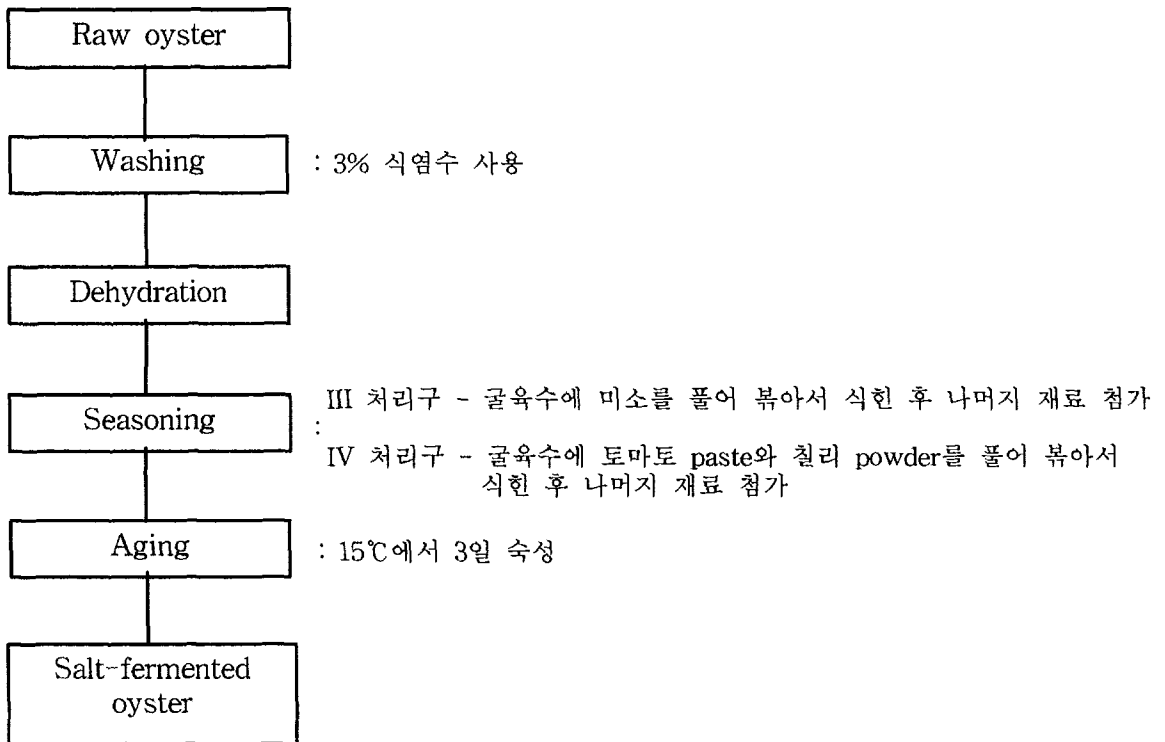 Raw oyster
Washing
: 3% 식염수 사용
Dehydration
Seasoning
:
III 처리구 - 굴육수에 미소를 풀어 볶아서 식힌 후 나머지 재료 첨가
IV 처리구 - 굴육수에 토마토 paste와 칠리 powder를 풀어 볶아서
식힌 후 나머지 재료 첨가
Aging
: 15℃에서 3일 숙성
Salt-fermented
oyster